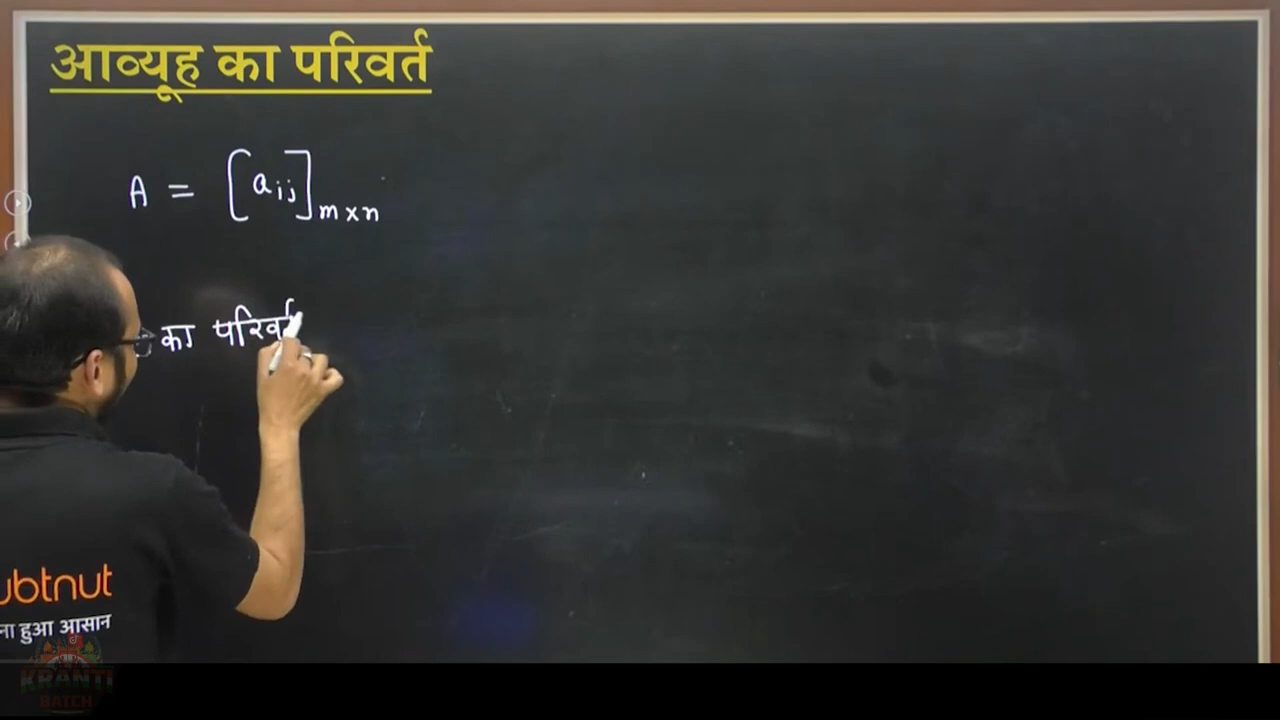 आव्यूह का परिवर्त
A = [aij]m×n
का परिवर्त
ubtnut
ना हुआ आसान
KRANTI
BATCH